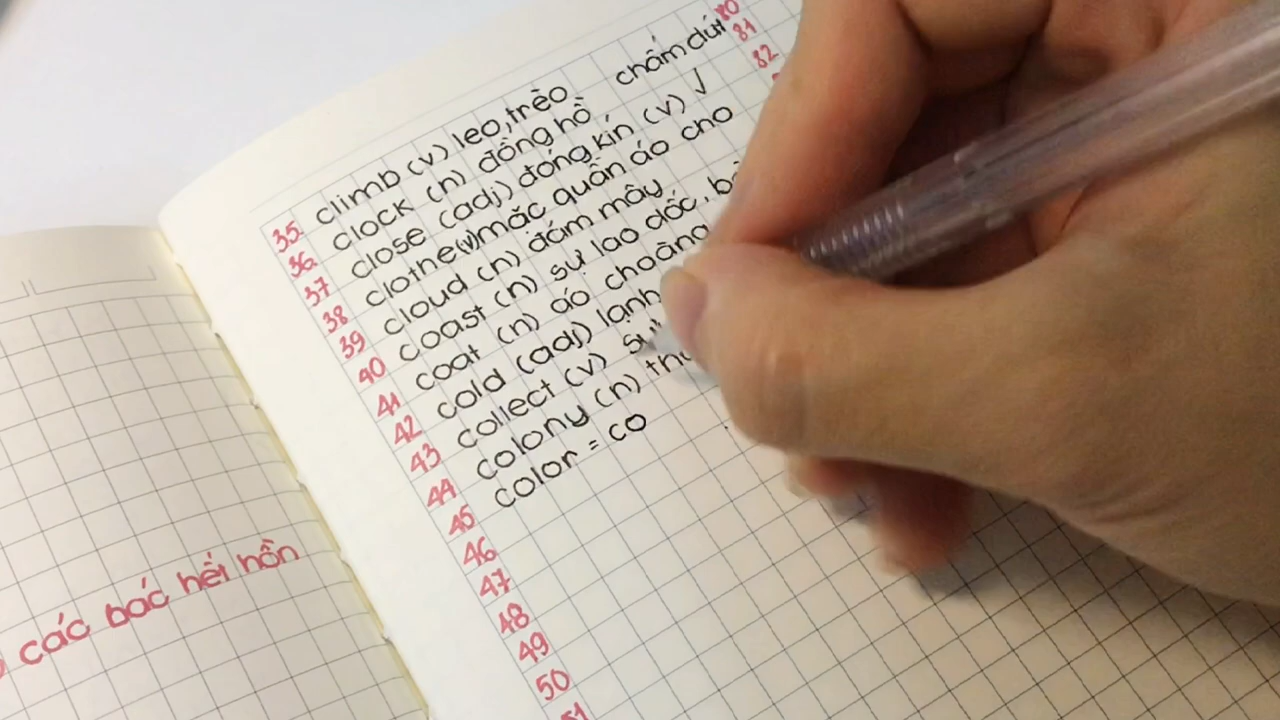 các bác hết hồn
35. climb (v) leo, trèo
36. clock (n) đồng hồ chấm dứt
37 close (adj) đóng kín (v) √
38 clothe (v) mặc quần áo cho
39 cloud (n) đám mây
40 coast (n) sự lao dốc,
41 coat (n) áo choàng
42 cold (adj) lạnh
43 collect (v)
44 colony (n)
45 color = co
46
47
48
49
50
51
80
81
82